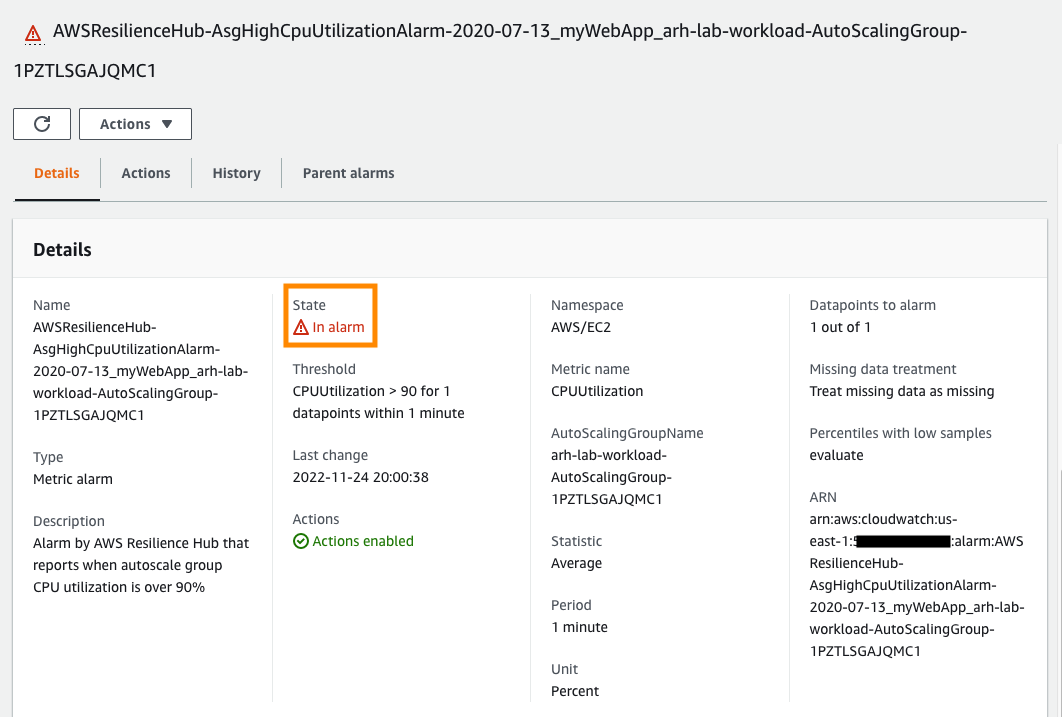 AWSResilienceHub-AsgHighCpuUtilizationAlarm-2020-07-13_myWebApp_arh-lab-workload-AutoScalingGroup-
1PZTLSGAJQMC1
Actions
Details
Actions
History
Parent alarms
Details
Name
AWSResilienceHub-
AsgHighCpuUtilizationAlarm-
2020-07-13_myWebApp_arh-lab-
workload-AutoScalingGroup-
1PZTLSGAJQMC1
Type
Metric alarm
Description
Alarm by AWS Resilience Hub that
reports when autoscale group
CPU utilization is over 90%
State
In alarm
Threshold
CPUUtilization > 90 for 1
datapoints within 1 minute
Last change
2022-11-24 20:00:38
Actions
Actions enabled
Namespace
AWS/EC2
Metric name
CPUUtilization
AutoScalingGroupName
arh-lab-workload-
AutoScalingGroup-
1PZTLSGAJQMC1
Statistic
Average
Period
1 minute
Unit
Percent
Datapoints to alarm
1 out of 1
Missing data treatment
Treat missing data as missing
Percentiles with low samples
evaluate
ARN
arn:aws:cloudwatch:us-
east-1: :alarm:AWS
ResilienceHub-
AsgHighCpuUtilizationAlarm-
2020-07-13_myWebApp_arh-lab-
workload-AutoScalingGroup-
1PZTLSGAJQMC1